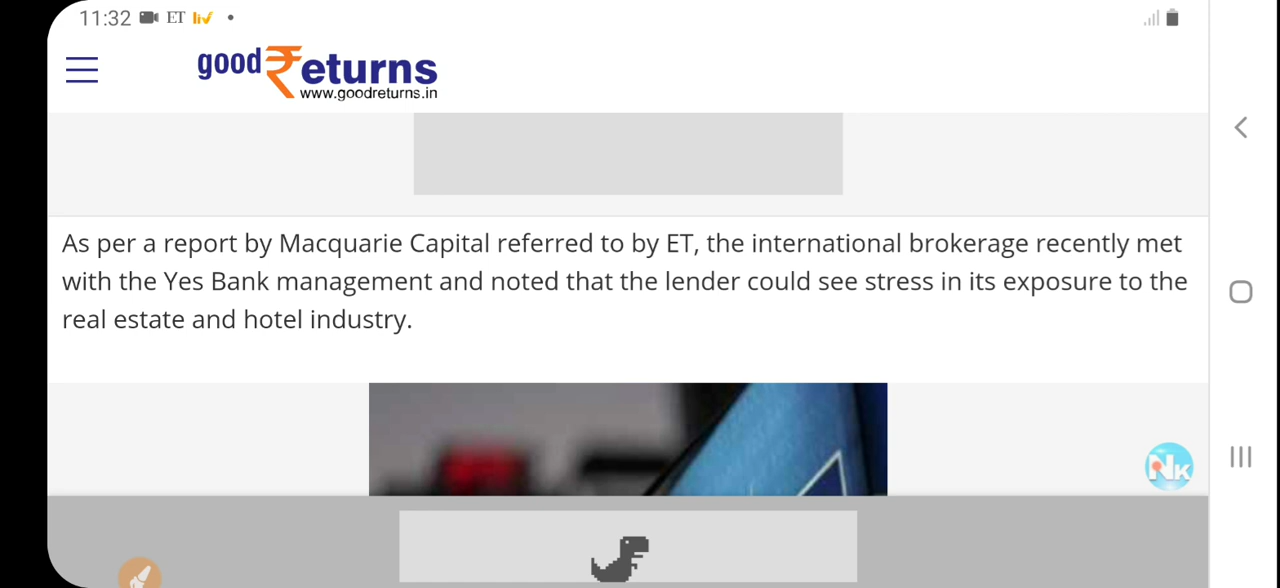 11:32 ET liv
good ₹eturns
www.goodreturns.in
As per a report by Macquarie Capital referred to by ET, the international brokerage recently met
with the Yes Bank management and noted that the lender could see stress in its exposure to the
real estate and hotel industry.
NK